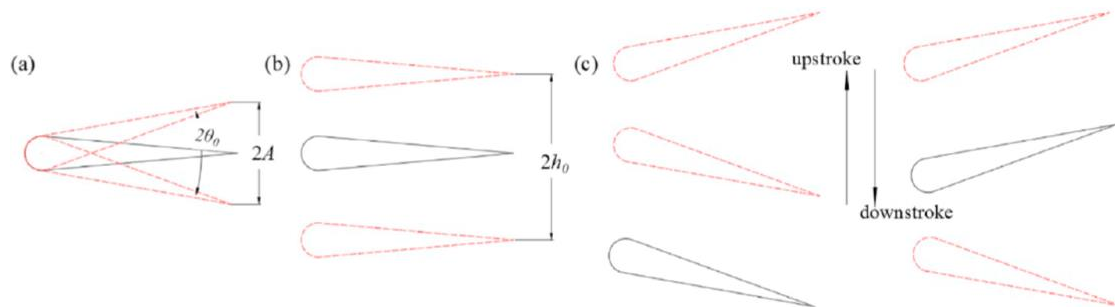 (a)
2θ₀
2A
(b)
2h₀
(c)
upstroke
downstroke